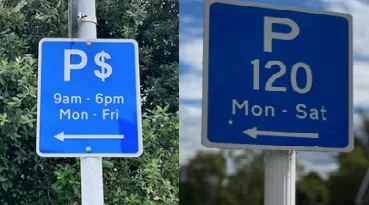 P$
9am - 6pm
Mon - Fri
P
120
Mon - Sat